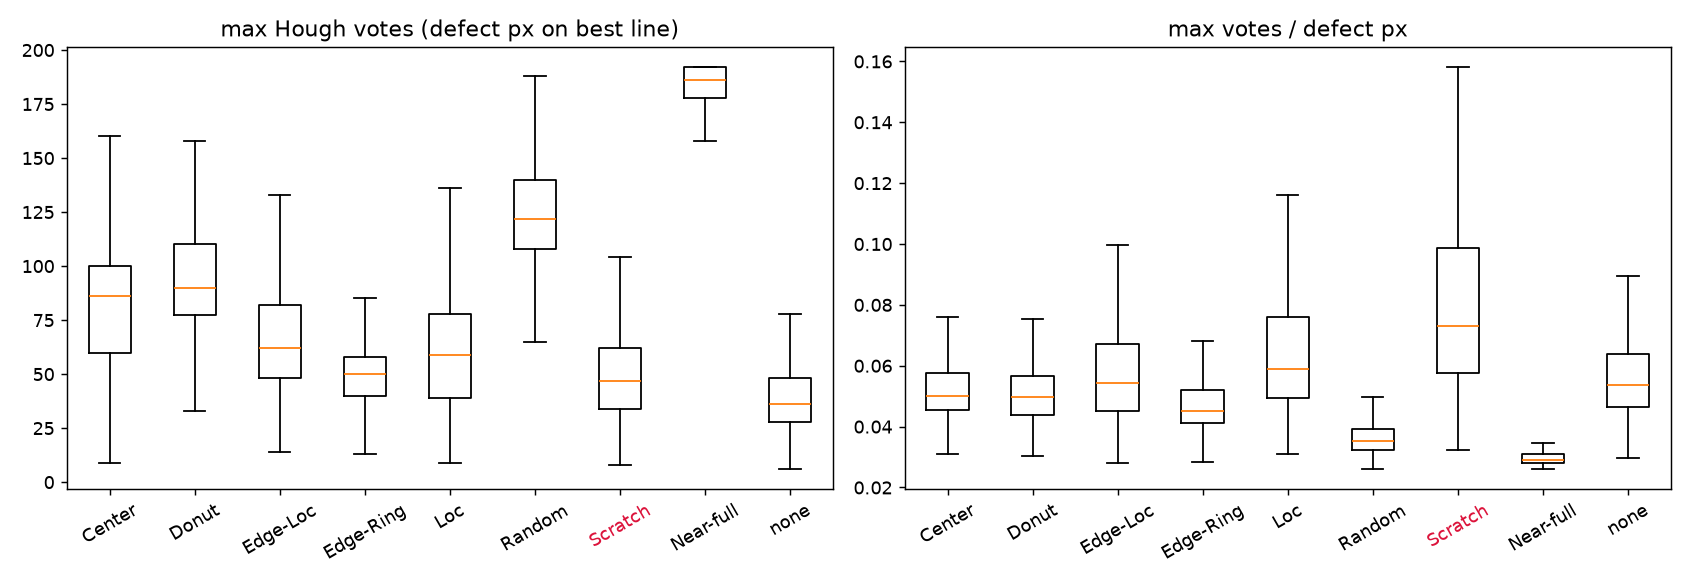 max Hough votes (defect px on best line)
200
175
150
125
100
75
50
25
0
Center
Donut
Edge-Loc
Edge-Ring
Loc
Random
Scratch
Near-full
none
max votes / defect px
0.16
0.14
0.12
0.10
0.08
0.06
0.04
0.02
Center
Donut
Edge-Loc
Edge-Ring
Loc
Random
Scratch
Near-full
none